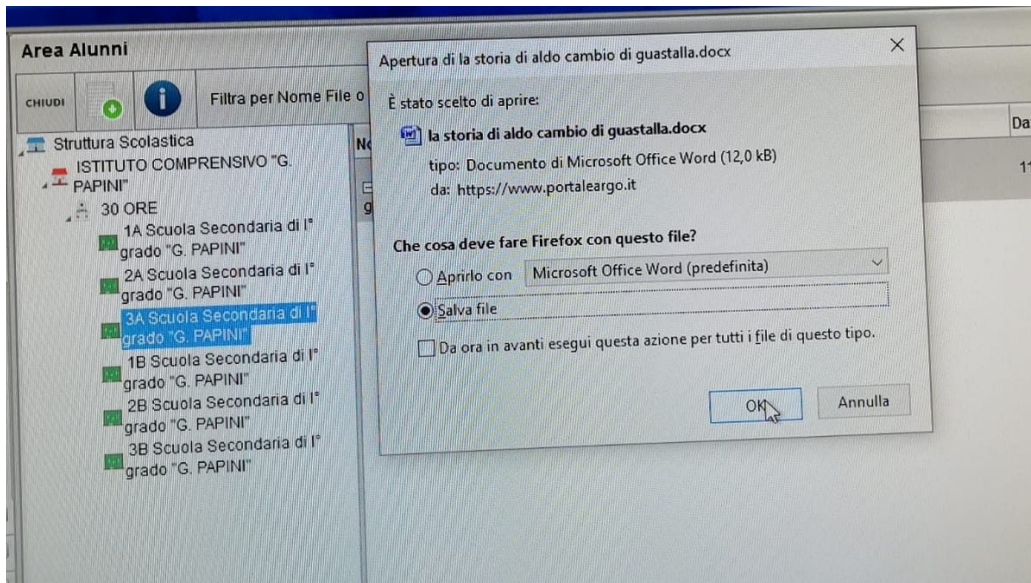 Area Alunni
CHIUDI
Filtra per Nome File o
Struttura Scolastica
ISTITUTO COMPRENSIVO "G.
PAPINI"
30 ORE
1A Scuola Secondaria di I°
grado "G. PAPINI"
2A Scuola Secondaria di I°
grado "G. PAPINI"
3A Scuola Secondaria di I°
grado "G. PAPINI"
1B Scuola Secondaria di I°
grado "G. PAPINI"
2B Scuola Secondaria di I°
grado "G. PAPINI"
3B Scuola Secondaria di I°
grado "G. PAPINI"
Apertura di la storia di aldo cambio di guastalla.docx
È stato scelto di aprire:
la storia di aldo cambio di guastalla.docx
tipo: Documento di Microsoft Office Word (12,0 kB)
da: https://www.portaleargo.it
Che cosa deve fare Firefox con questo file?
Aprirlo con Microsoft Office Word (predefinita)
Salva file
Da ora in avanti esegui questa azione per tutti i file di questo tipo.
OK Annulla